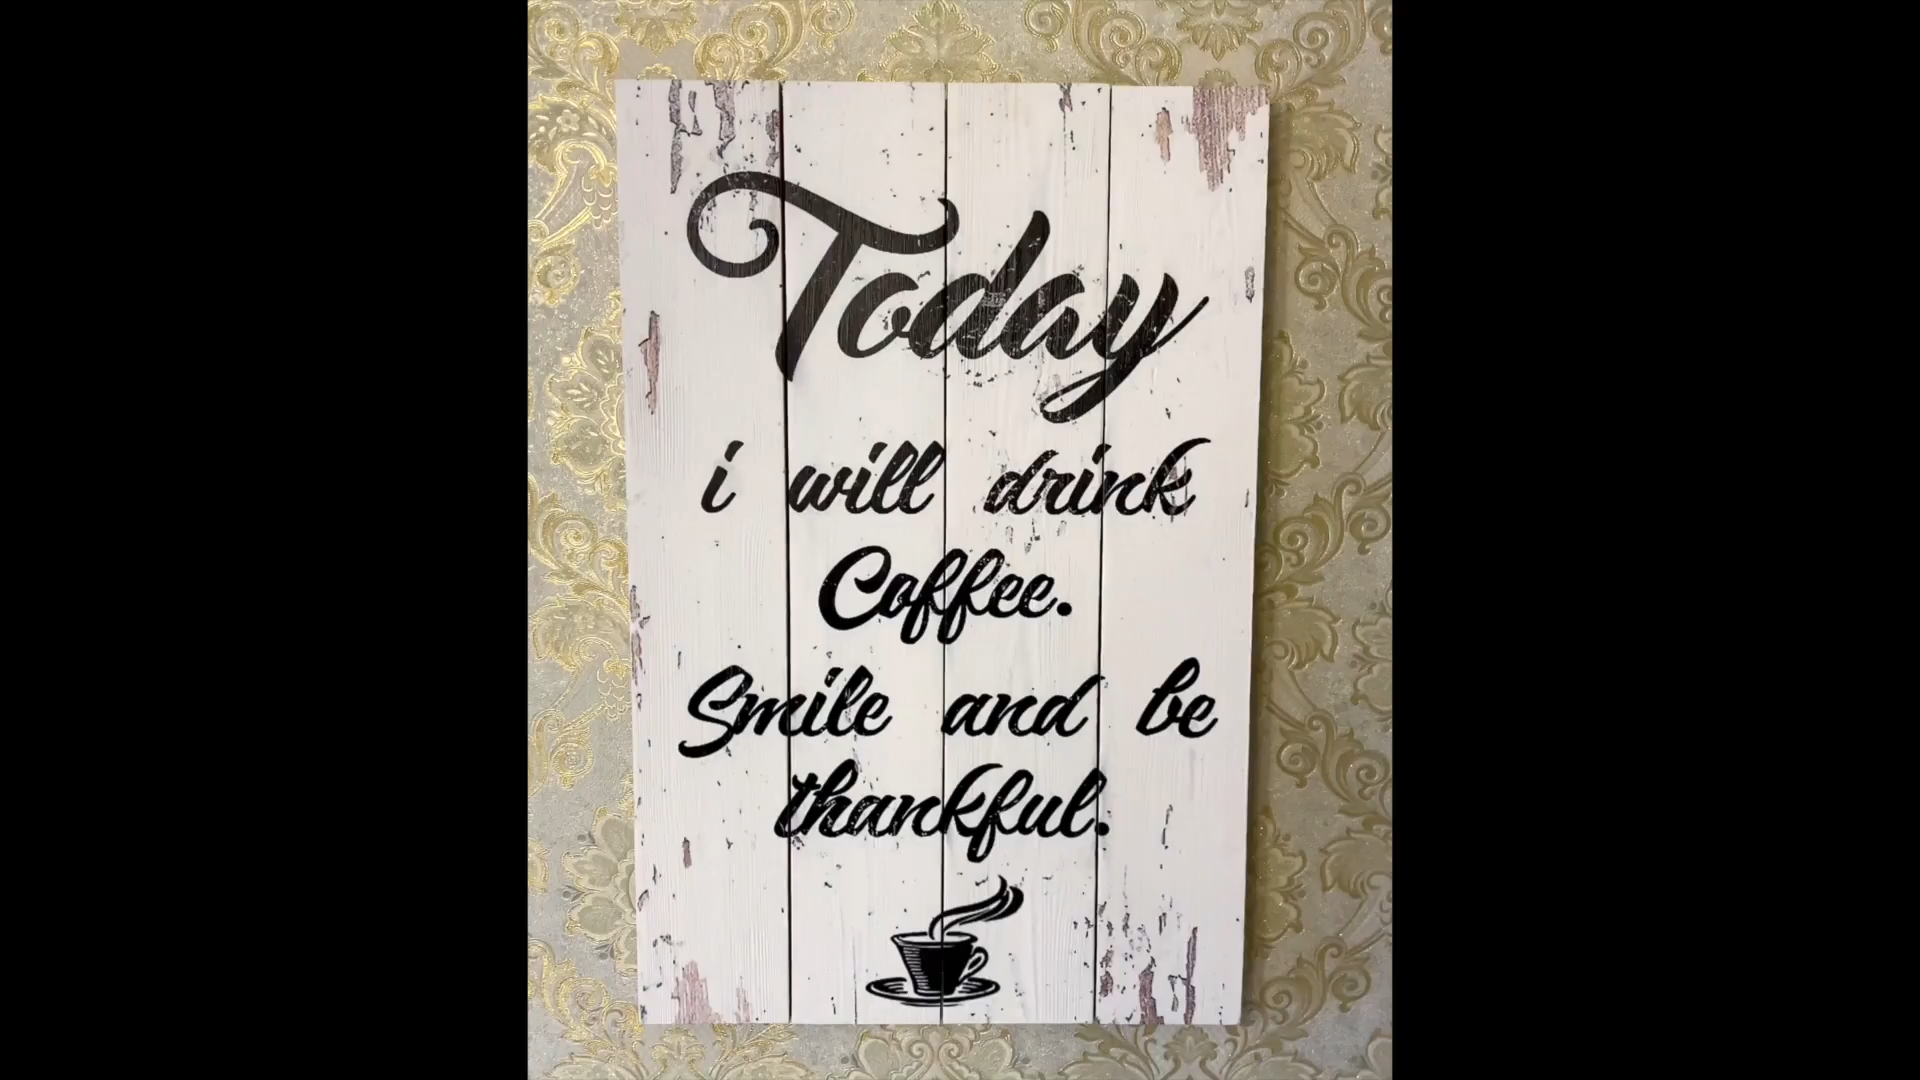 Today
i will drink
Coffee.
Smile and be
thankful.